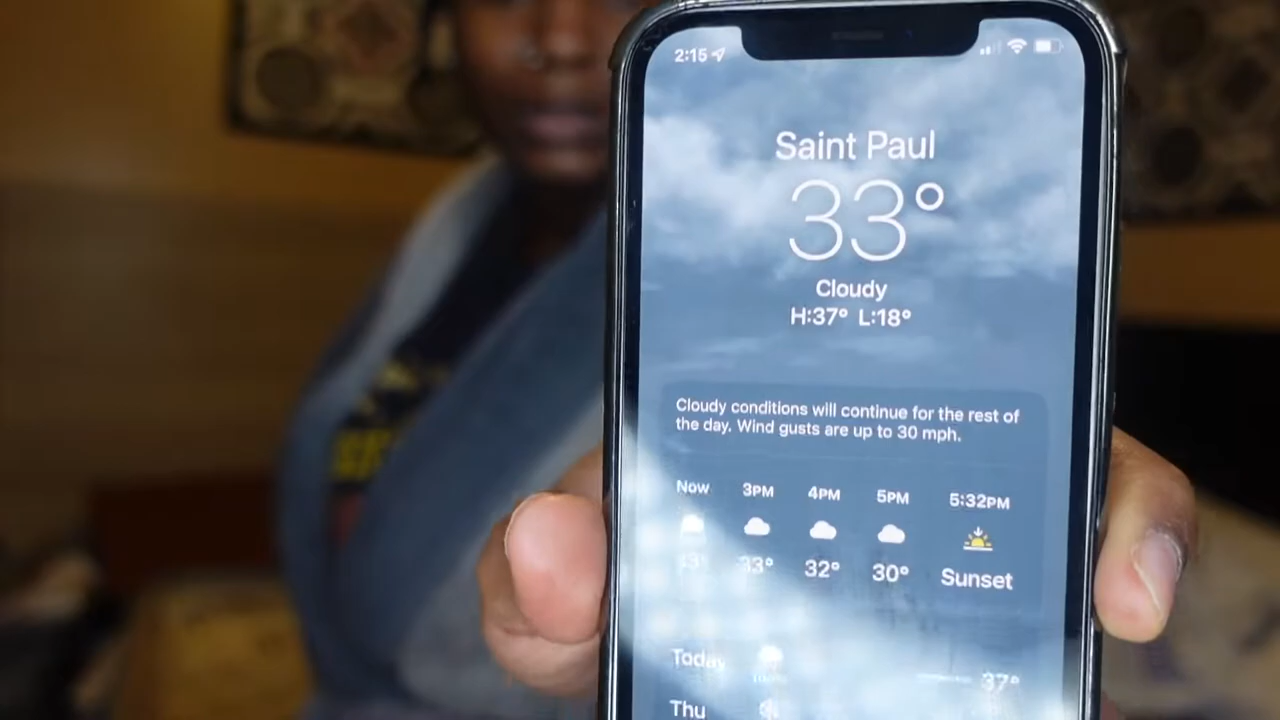 2:15
Saint Paul
33°
Cloudy
H:37° L:18°
Cloudy conditions will continue for the rest of
the day. Wind gusts are up to 30 mph.
Now 3PM 4PM 5PM 5:32PM
33° 33° 32° 30° Sunset
Today 37°
Thu